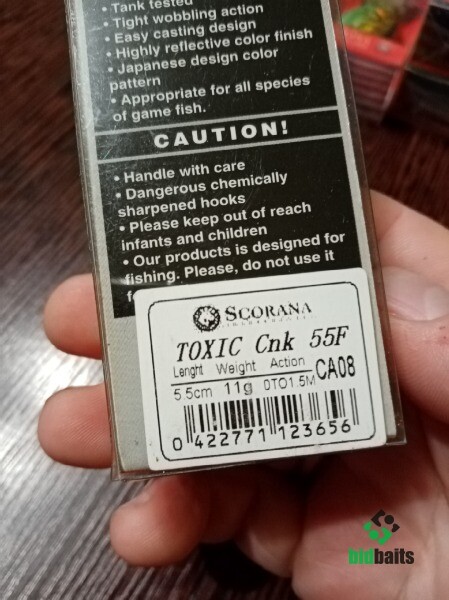 • Tank tested
• Tight wobbling action
• Easy casting design
• Highly reflective color finish
• Japanese design color
pattern
• Appropriate for all species
of game fish.
CAUTION!
• Handle with care
• Dangerous chemically
sharpened hooks
• Please keep out of reach
infants and children
• Our products is designed for
fishing. Please, do not use it
SCORANA
TOXIC Cnk 55F
Lenght Weight Action
5.5cm 11g 0TO1.5M CA08
0 422771 123656
bidbaits